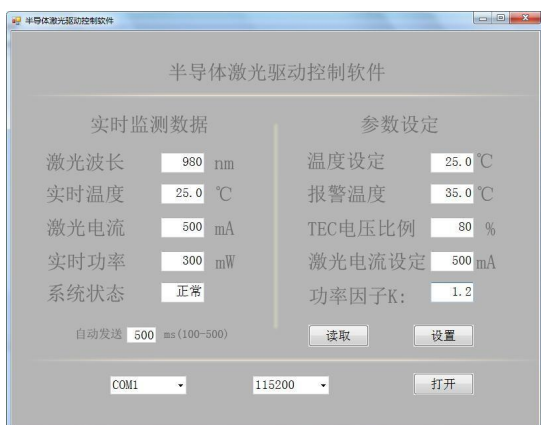 半导体激光驱动控制软件
半导体激光驱动控制软件
实时监测数据
激光波长 980 nm
实时温度 25.0 ℃
激光电流 500 mA
实时功率 300 mW
系统状态 正常
自动发送 500 ms(100-500)
参数设定
温度设定 25.0 ℃
报警温度 35.0 ℃
TEC电压比例 80 %
激光电流设定 500 mA
功率因子K: 1.2
读取 设置
COM1 115200 打开